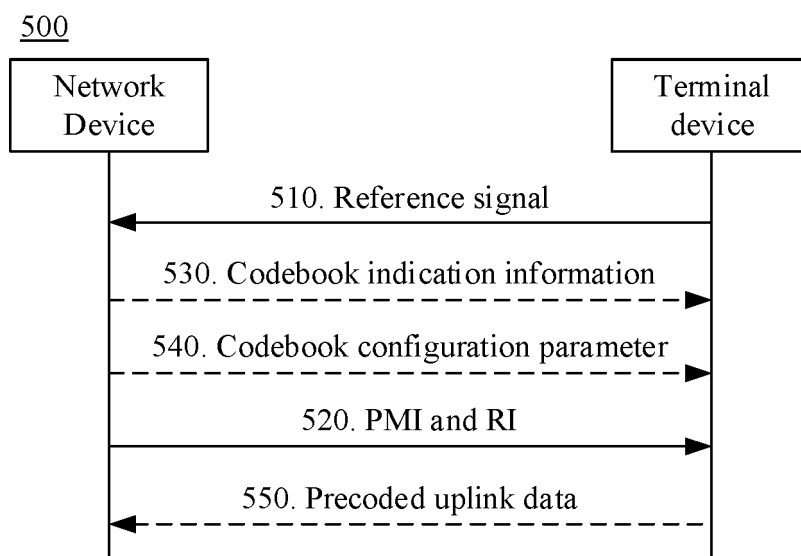 500
Network
Device
Terminal
device
510. Reference signal
530. Codebook indication information
540. Codebook configuration parameter
520. PMI and RI
550. Precoded uplink data